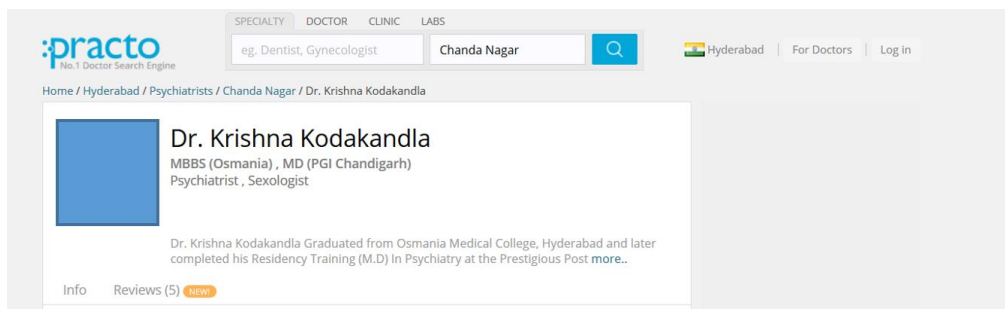 SPECIALTY DOCTOR CLINIC LABS
:practo
No.1 Doctor Search Engine
eg. Dentist, Gynecologist
Chanda Nagar
Hyderabad | For Doctors | Log in
Home / Hyderabad / Psychiatrists / Chanda Nagar / Dr. Krishna Kodakandla
Dr. Krishna Kodakandla
MBBS (Osmania) , MD (PGI Chandigarh)
Psychiatrist , Sexologist
Dr. Krishna Kodakandla Graduated from Osmania Medical College, Hyderabad and later
completed his Residency Training (M.D) In Psychiatry at the Prestigious Post more..
Info Reviews (5) NEW!